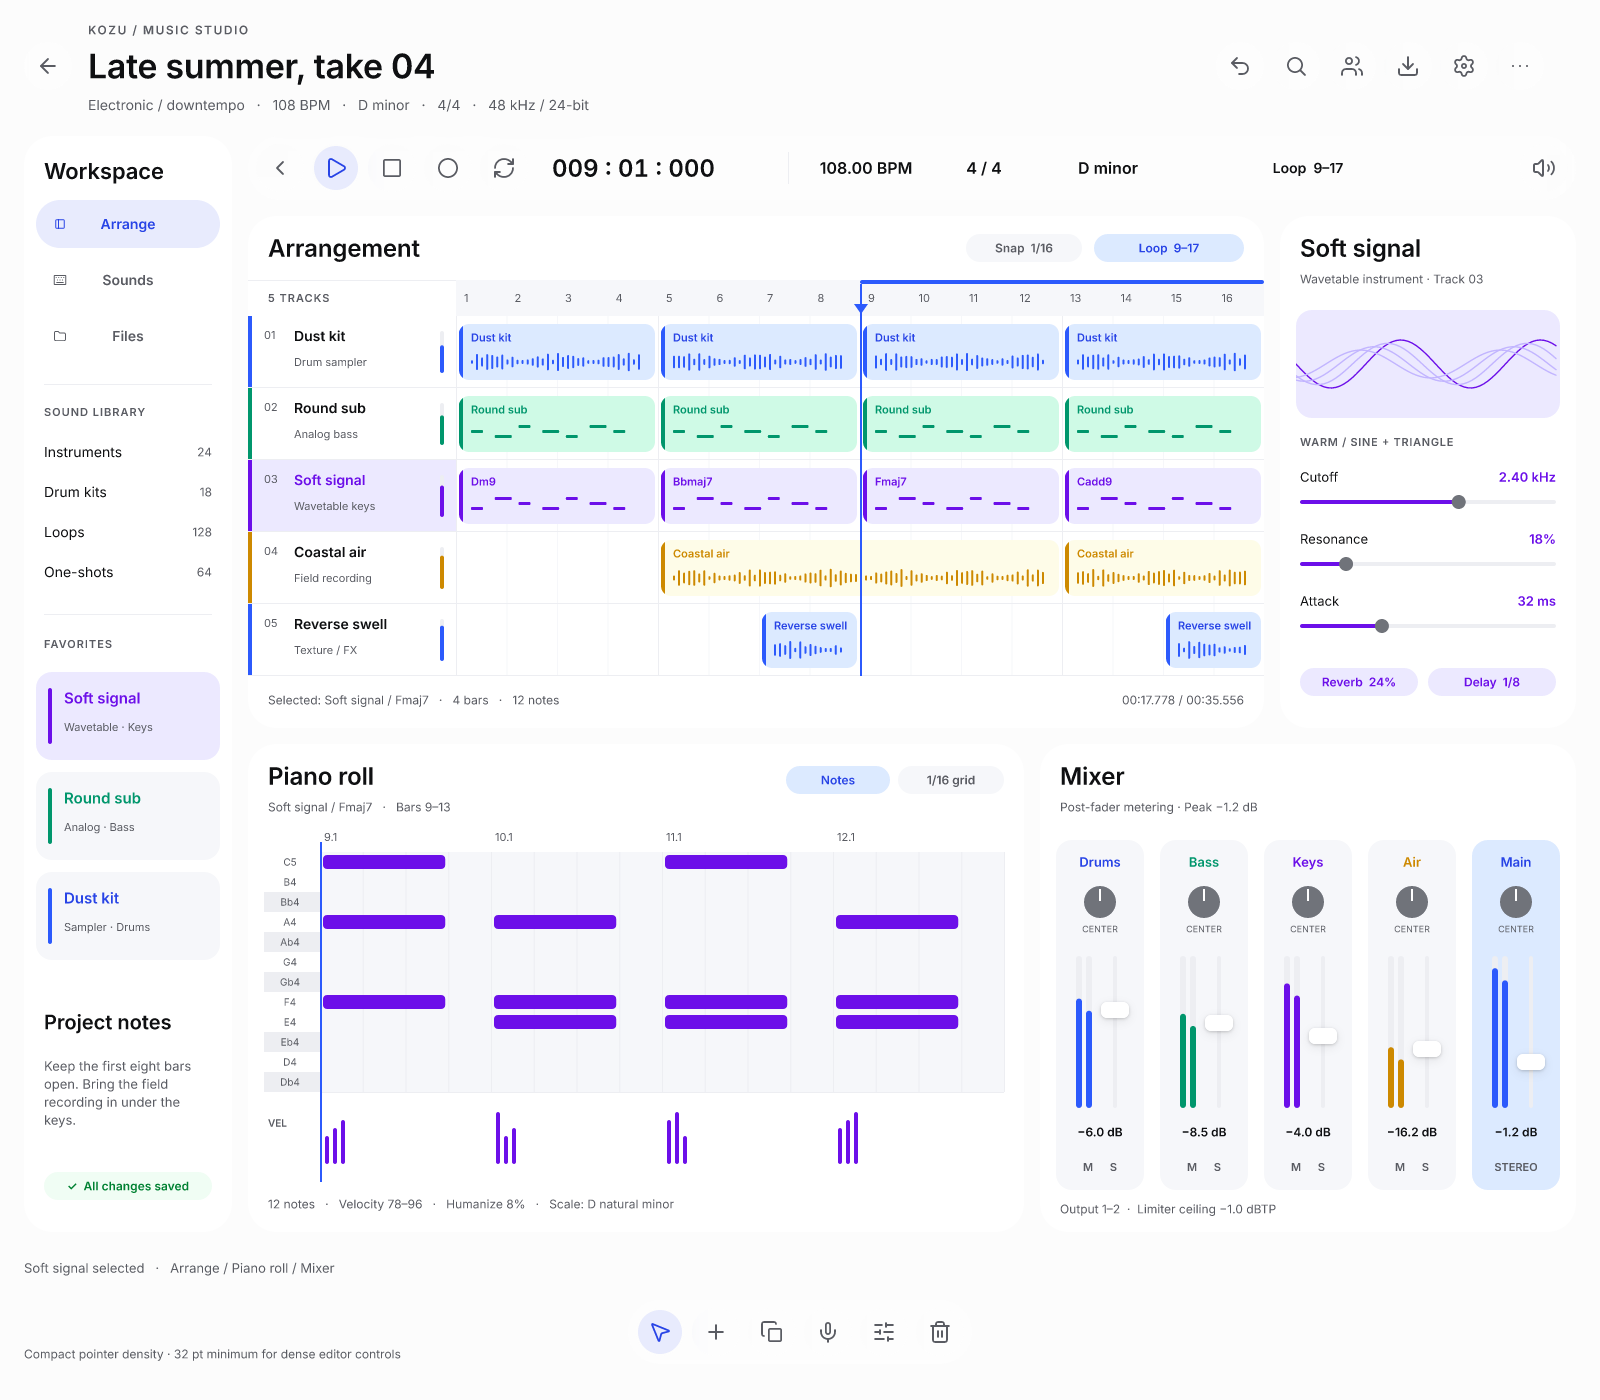 KOZU / MUSIC STUDIO
Late summer, take 04
Electronic / downtempo · 108 BPM · D minor · 4/4 · 48 kHz / 24-bit
Workspace
Arrange
Sounds
Files
SOUND LIBRARY
Instruments 24
Drum kits 18
Loops 128
One-shots 64
FAVORITES
Soft signal
Wavetable · Keys
Round sub
Analog · Bass
Dust kit
Sampler · Drums
Project notes
Keep the first eight bars
open. Bring the field
recording in under the
keys.
✓ All changes saved
009 : 01 : 000
108.00 BPM
4 / 4
D minor
Loop 9–17
Arrangement
Snap 1/16
Loop 9–17
5 TRACKS
1 2 3 4 5 6 7 8 9 10 11 12 13 14 15 16
01 Dust kit
Drum sampler
Dust kit
Dust kit
Dust kit
Dust kit
02 Round sub
Analog bass
Round sub
Round sub
Round sub
Round sub
03 Soft signal
Wavetable keys
Dm9
Bbmaj7
Fmaj7
Cadd9
04 Coastal air
Field recording
Coastal air
Coastal air
05 Reverse swell
Texture / FX
Reverse swell
Reverse swell
Selected: Soft signal / Fmaj7 · 4 bars · 12 notes
00:17.778 / 00:35.556
Soft signal
Wavetable instrument · Track 03
WARM / SINE + TRIANGLE
Cutoff 2.40 kHz
Resonance 18%
Attack 32 ms
Reverb 24%
Delay 1/8
Piano roll
Soft signal / Fmaj7 · Bars 9–13
Notes
1/16 grid
9.1 10.1 11.1 12.1
C5
B4
Bb4
A4
Ab4
G4
Gb4
F4
E4
Eb4
D4
Db4
VEL
12 notes · Velocity 78–96 · Humanize 8% · Scale: D natural minor
Mixer
Post-fader metering · Peak −1.2 dB
Drums Bass Keys Air Main
CENTER CENTER CENTER CENTER CENTER
−6.0 dB −8.5 dB −4.0 dB −16.2 dB −1.2 dB
M S M S M S M S STEREO
Output 1–2 · Limiter ceiling −1.0 dBTP
Soft signal selected · Arrange / Piano roll / Mixer
Compact pointer density · 32 pt minimum for dense editor controls